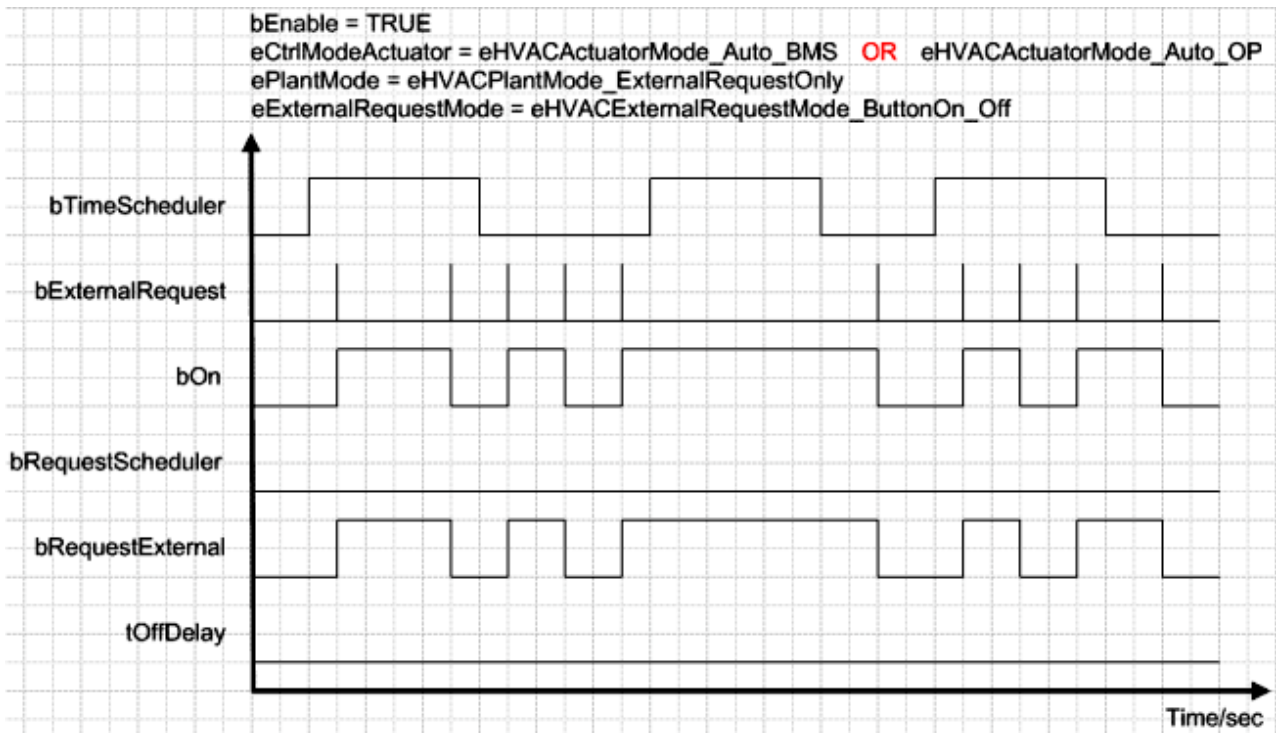 bEnable = TRUE
eCtrlModeActuator = eHVACActuatorMode_Auto_BMS OR eHVACActuatorMode_Auto_OP
ePlantMode = eHVACPlantMode_ExternalRequestOnly
eExternalRequestMode = eHVACExternalRequestMode_ButtonOn_Off
bTimeScheduler
bExternalRequest
bOn
bRequestScheduler
bRequestExternal
tOffDelay
Time/sec